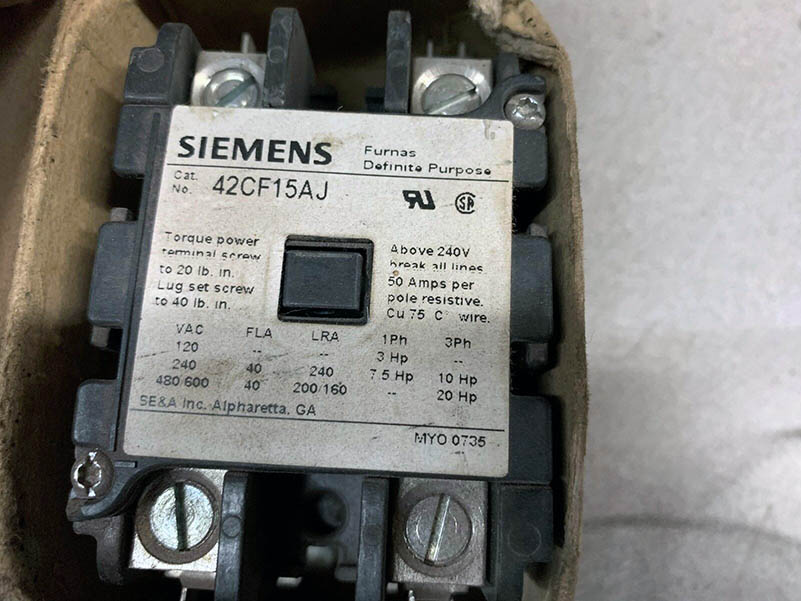 SIEMENS
Furnas
Definite Purpose
Cat.
No. 42CF15AJ
Torque power
terminal screw
to 20 lb. in.
Lug set screw
to 40 lb. in.
Above 240V
break all lines.
50 Amps per
pole resistive.
Cu 75 C wire.
VAC FLA LRA 1Ph 3Ph
120 -- -- 3 Hp --
240 40 240 7.5 Hp 10 Hp
480/600 40 200/160 -- 20 Hp
SE&A Inc. Alpharetta, GA
MYO 0735